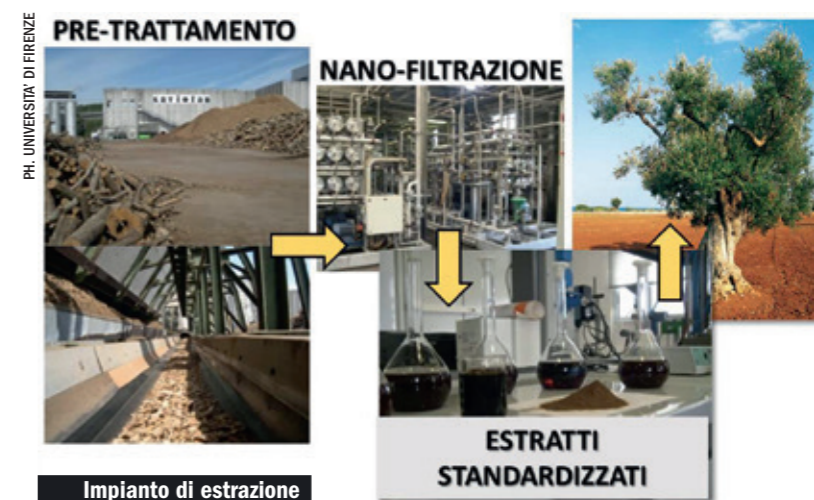 PH. UNIVERSITA' DI FIRENZE
PRE-TRATTAMENTO
NANO-FILTRAZIONE
ESTRATTI
STANDARDIZZATI
Impianto di estrazione